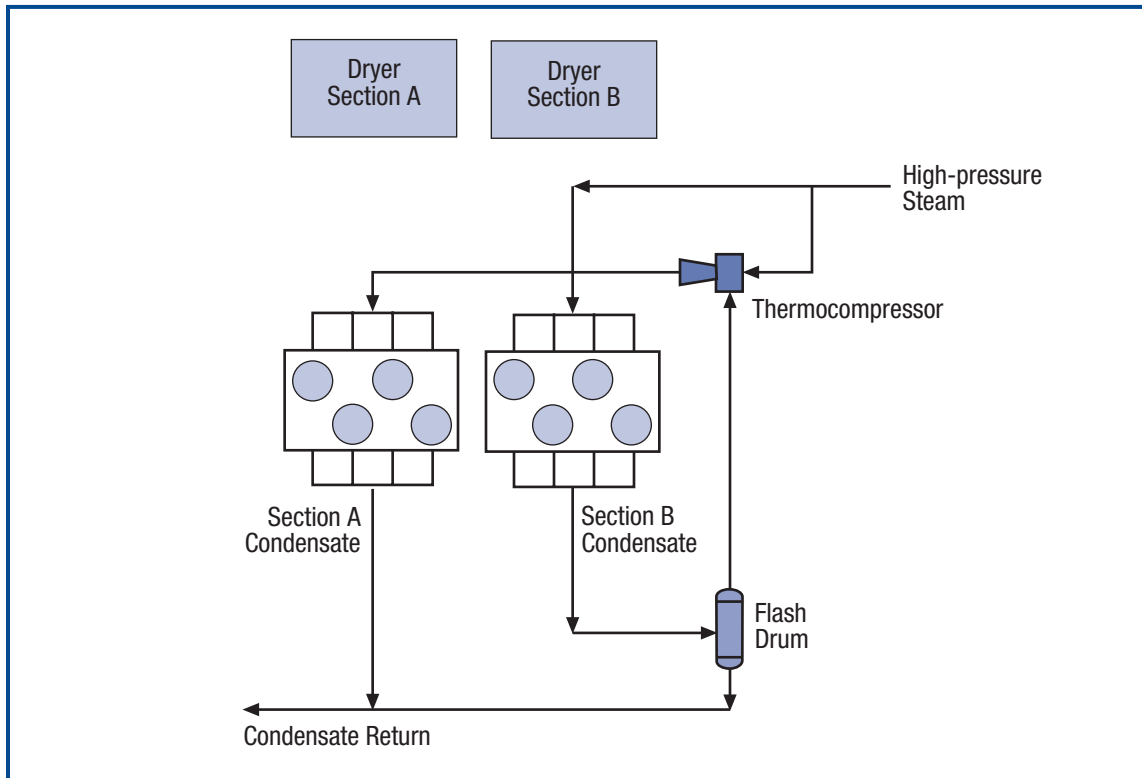 Dryer
Section A
Dryer
Section B
High-pressure
Steam
Thermocompressor
Section A
Condensate
Section B
Condensate
Flash
Drum
Condensate Return